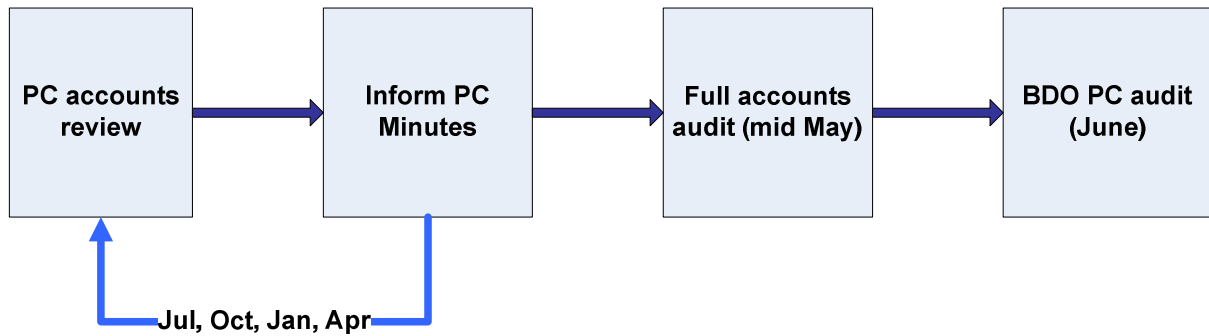 PC accounts
review
Inform PC
Minutes
Full accounts
audit (mid May)
BDO PC audit
(June)
Jul, Oct, Jan, Apr